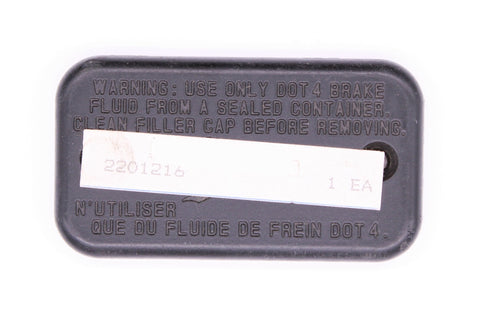 WARNING: USE ONLY DOT 4 BRAKE
FLUID FROM A SEALED CONTAINER.
CLEAN FILLER CAP BEFORE REMOVING.
2201216
1 EA
N'UTILISER
QUE DU FLUIDE DE FREIN DOT 4.